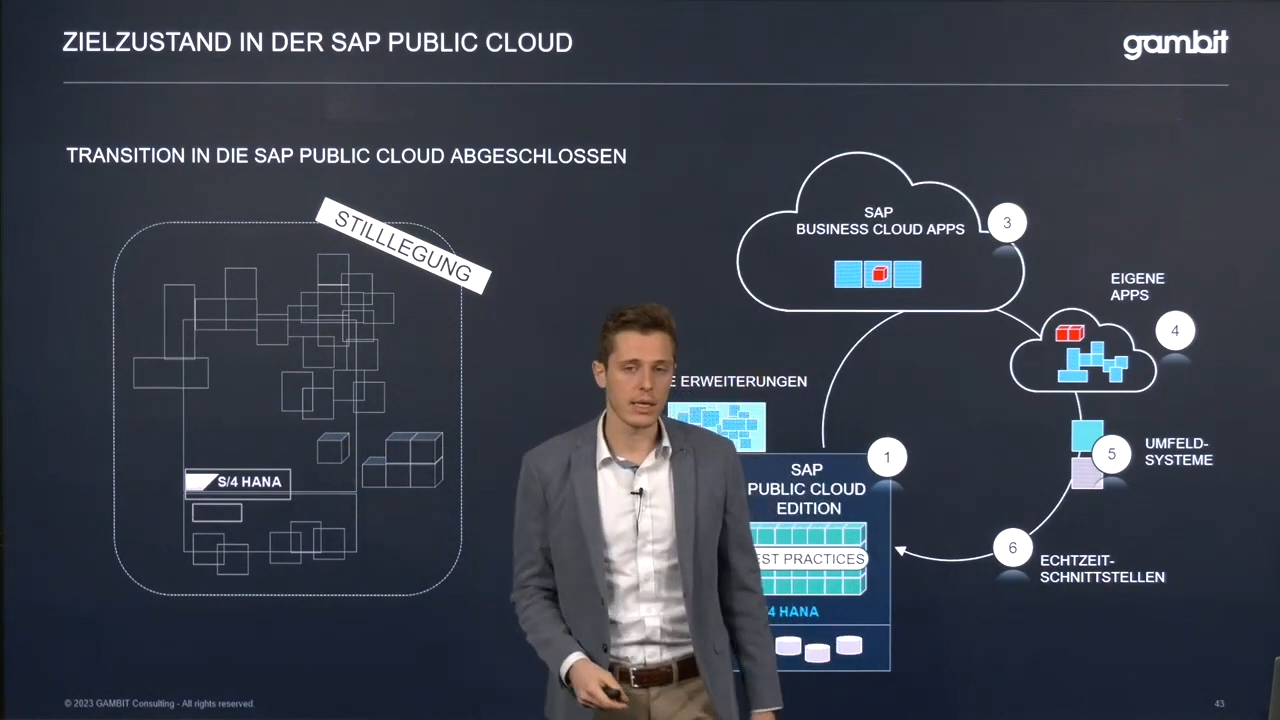 ZIELZUSTAND IN DER SAP PUBLIC CLOUD
gambit
TRANSITION IN DIE SAP PUBLIC CLOUD ABGESCHLOSSEN
STILLLEGUNG
SAP
BUSINESS CLOUD APPS
3
EIGENE
APPS
4
E ERWEITERUNGEN
1
SAP
PUBLIC CLOUD
EDITION
5
UMFELD-
SYSTEME
S/4 HANA
EST PRACTICES
6
ECHTZEIT-
SCHNITTSTELLEN
/4 HANA
© 2023 GAMBIT Consulting - All rights reserved.
43